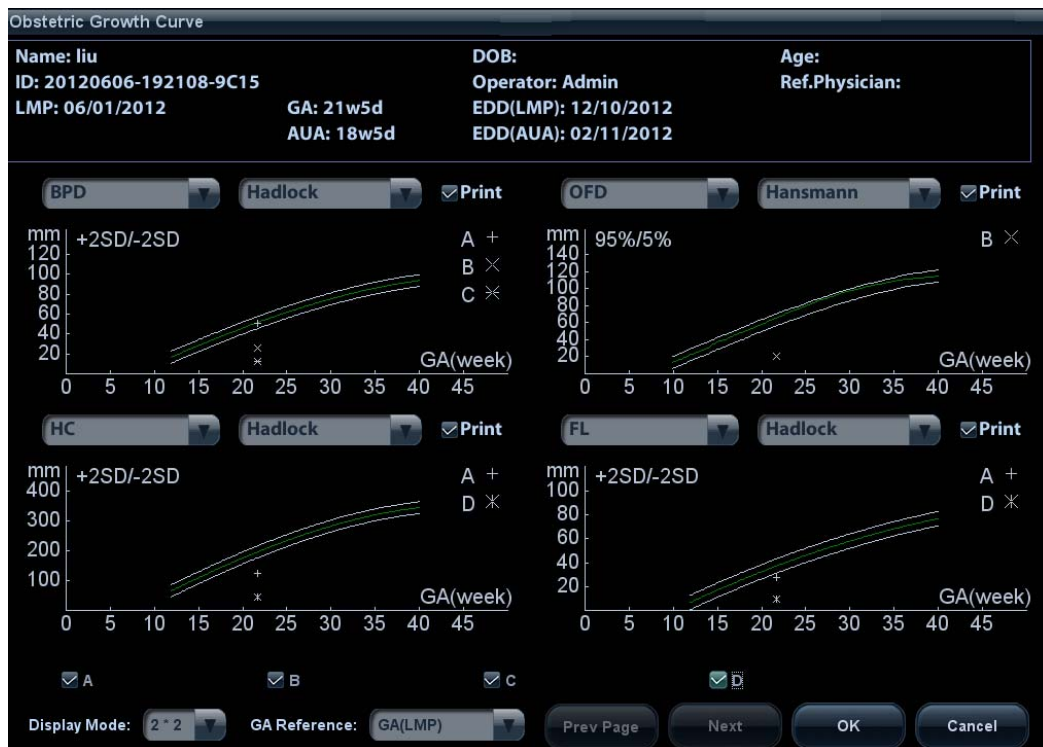 Obstetric Growth Curve
Name: liu DOB: Age:
ID: 20120606-192108-9C15 Operator: Admin Ref.Physician:
LMP: 06/01/2012 GA: 21w5d EDD(LMP): 12/10/2012
AUA: 18w5d EDD(AUA): 02/11/2012
BPD Hadlock Print
mm +2SD/-2SD A
120
100 B
80 C
60
40
20 GA(week)
0 5 10 15 20 25 30 35 40 45
OFD Hansmann Print
mm 95%/5% B
140
120
100
80
60
40
20 GA(week)
0 5 10 15 20 25 30 35 40 45
HC Hadlock Print
mm +2SD/-2SD A
400 D
300
200
100 GA(week)
0 5 10 15 20 25 30 35 40 45
FL Hadlock Print
mm +2SD/-2SD A
100 D
80
60
40
20 GA(week)
0 5 10 15 20 25 30 35 40 45
A B C D
Display Mode: 2 * 2 GA Reference: GA(LMP) Prev Page Next OK Cancel